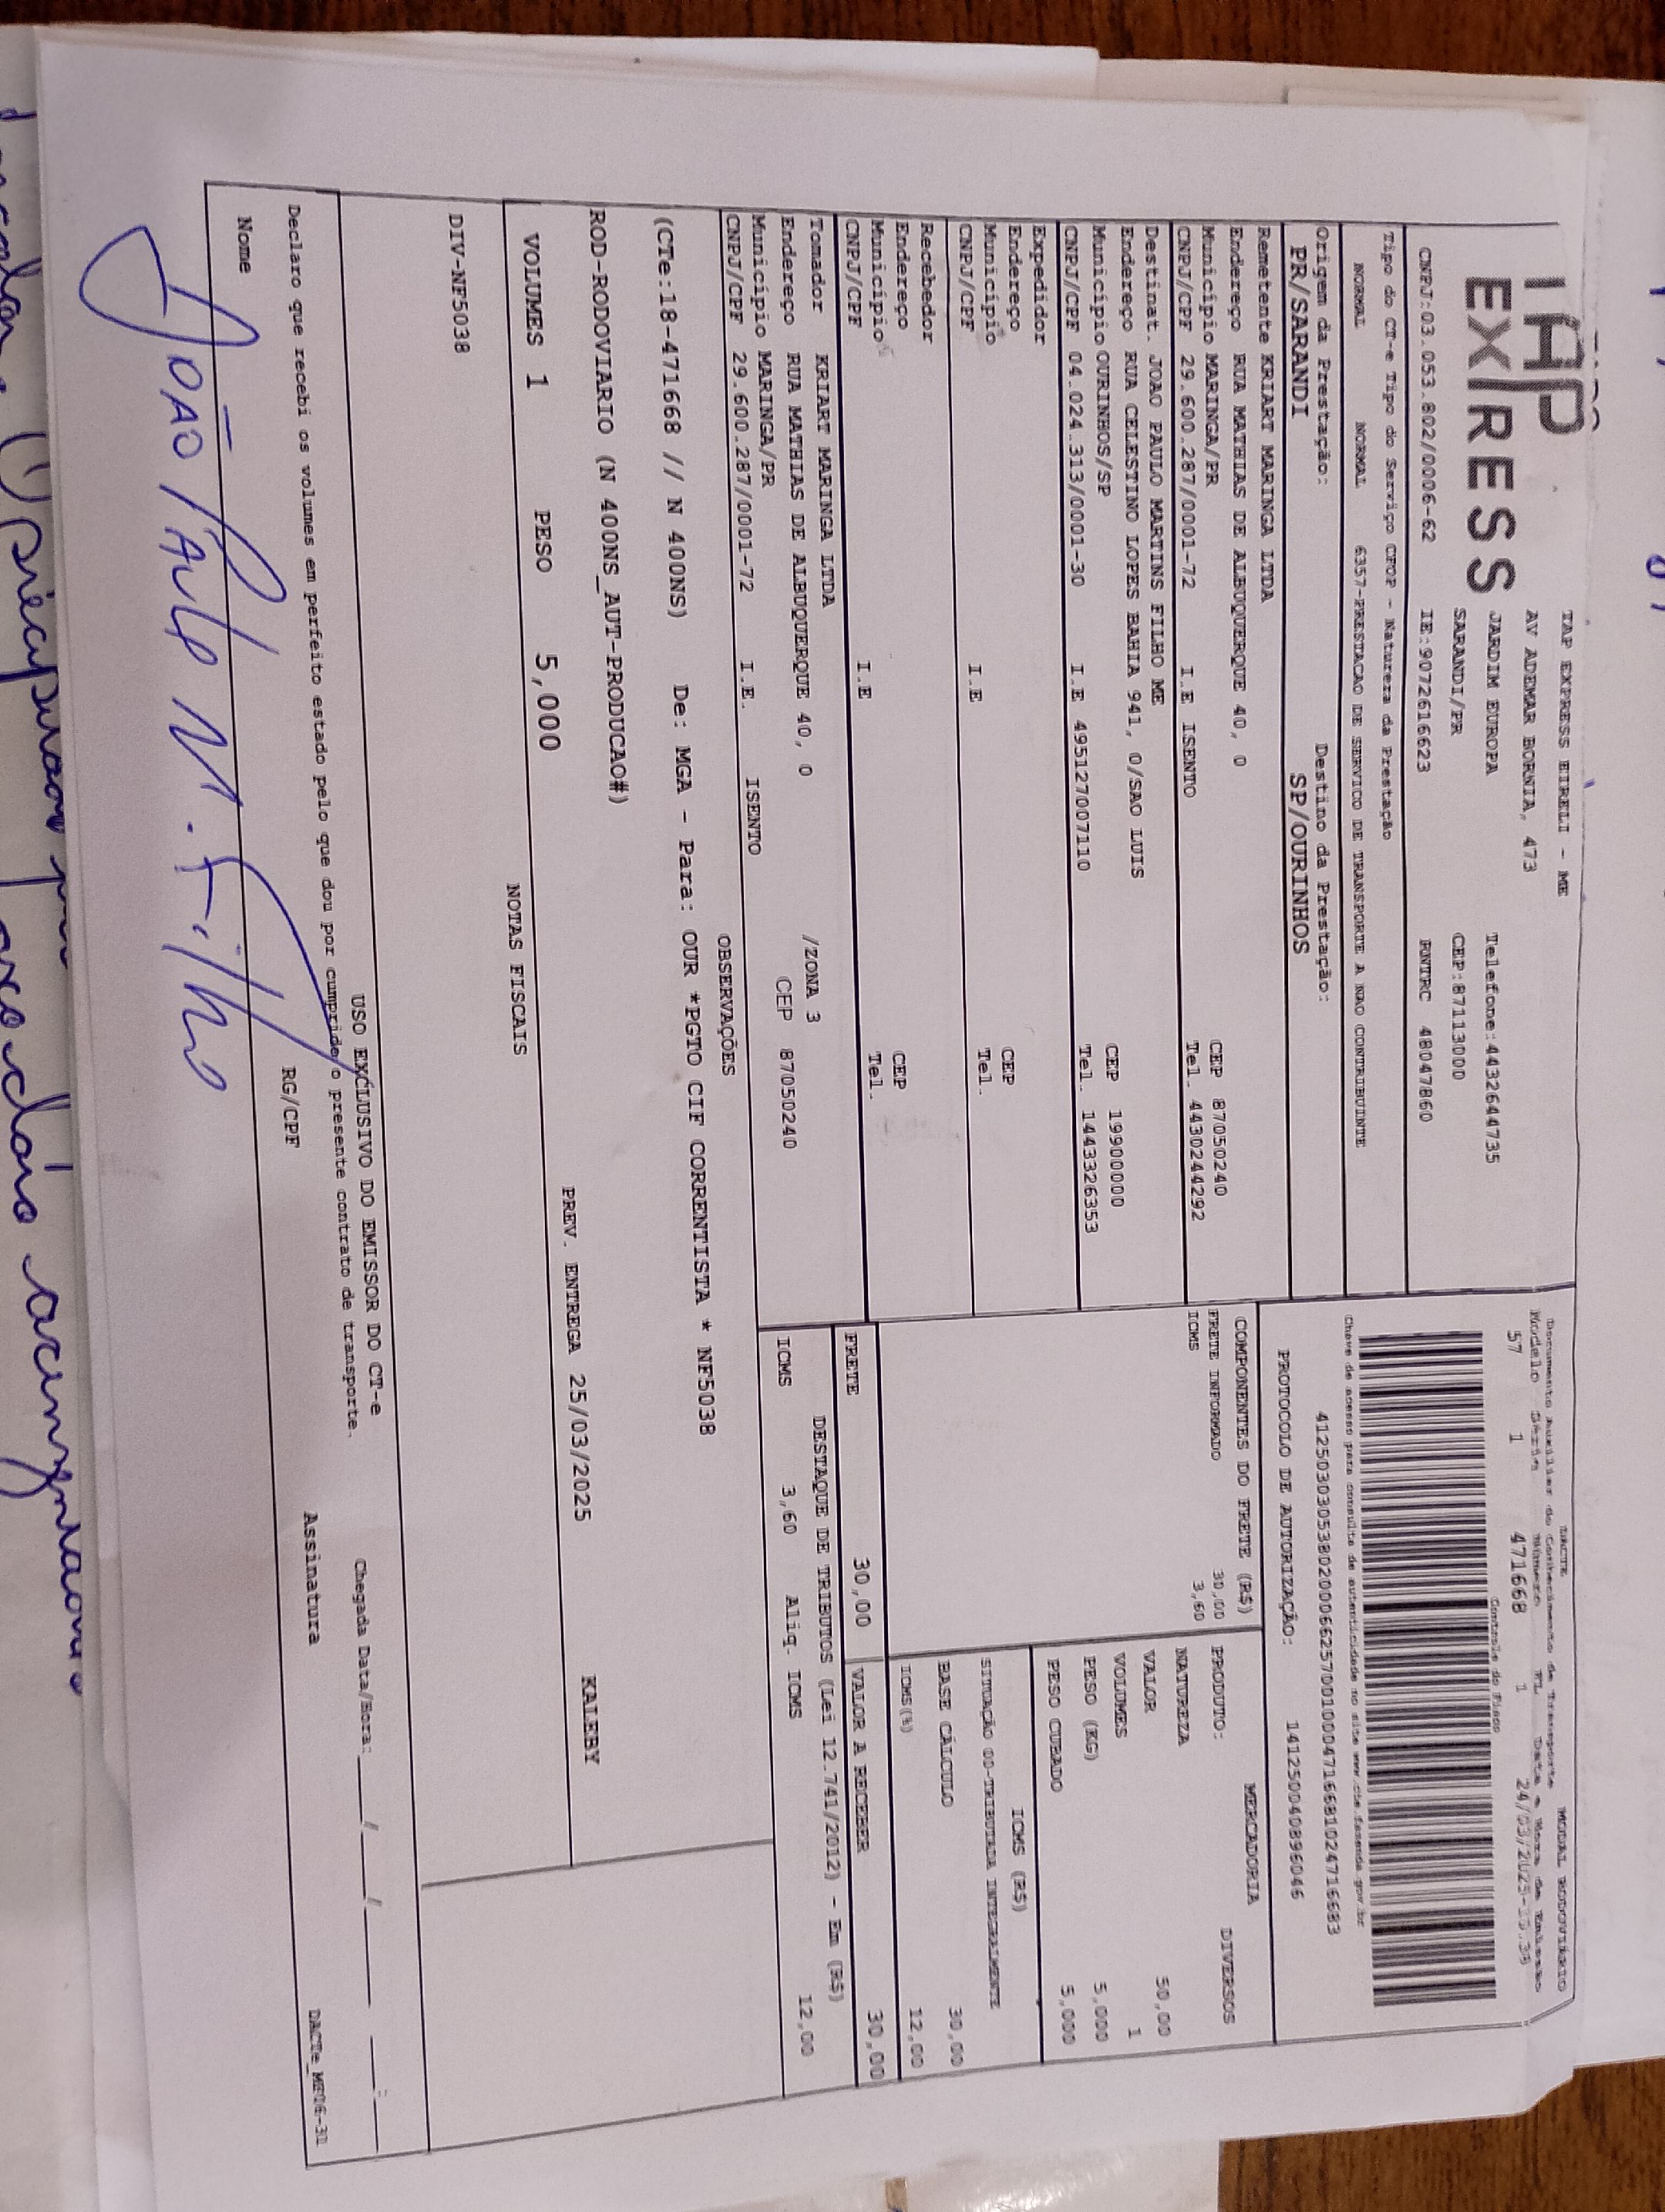 TAP
EXPRESS
TAP EXPRESS EIRELI - ME
AV ADEMAR BORNIA, 473
JARDIM EUROPA Telefone:4432644735
SARANDI/PR CEP:87113000
CNPJ:03.053.802/0006-62 IE:9072616623 RNTRC 48047860
DACTE MODAL RODOVIÁRIO
Documento Auxiliar do Conhecimento de Transporte
Modelo Série Número FL Data e Hora de Emissão
57 1 471668 1 24/03/2025-
Controle do Fisco
Chave de acesso para consulta de autenticidade no site www.cte.fazenda.gov.br
PROTOCOLO DE AUTORIZAÇÃO: 141250040896046
Tipo do CT-e Tipo do Serviço CFOP - Natureza da Prestação
NORMAL NORMAL 6357-PRESTACAO DE SERVICO DE TRANSPORTE A NAO CONTRIBUINTE
Origem da Prestação: Destino da Prestação:
PR/SARANDI SP/OURINHOS
Remetente KRIART MARINGA LTDA
Endereço RUA MATHIAS DE ALBUQUERQUE 40, 0
Município MARINGA/PR CEP 87050240
CNPJ/CPF 29.600.287/0001-72 I.E ISENTO Tel. 4430244292
Destinat. JOAO PAULO MARTINS FILHO ME
Endereço RUA CELESTINO LOPES BAHIA 941, 0/SAO LUIS
Município OURINHOS/SP CEP 19900000
CNPJ/CPF 04.024.313/0001-30 I.E 495127007110 Tel. 1443326353
Expedidor
Endereço
Município CEP
CNPJ/CPF I.E Tel.
Recebedor
Endereço
Município CEP
CNPJ/CPF I.E Tel.
Tomador KRIART MARINGA LTDA
Endereço RUA MATHIAS DE ALBUQUERQUE 40, 0 /ZONA 3
Município MARINGA/PR CEP 87050240
CNPJ/CPF 29.600.287/0001-72 I.E. ISENTO
COMPONENTES DO FRETE (R$)
FRETE INFORMADO 30,00
ICMS 3,60
MERCADORIA
PRODUTO: DIVERSOS
NATUREZA
VALOR 50,00
VOLUMES 1
PESO (KG) 5,000
PESO CUBADO 5,000
ICMS (R$)
SITUAÇÃO 00-TRIBUTADA INTEGRALMENTE
BASE CÁLCULO 30,00
ICMS(%) 12,00
FRETE 30,00 VALOR A RECEBER 30,00
DESTAQUE DE TRIBUTOS (Lei 12.741/2012) - Em (R$)
ICMS 3,60 Aliq. ICMS 12,00
OBSERVAÇÕES
(CTe:18-471668 // N 400NS) De: MGA - Para: OUR *PGTO CIF CORRENTISTA * NF5038
ROD-RODOVIARIO (N 400NS_AUT-PRODUCAO#)
VOLUMES 1 PESO 5,000 PREV. ENTREGA 25/03/2025 KALEBY
NOTAS FISCAIS
DIV-NF5038
USO EXCLUSIVO DO EMISSOR DO CT-e
Declaro que recebi os volumes em perfeito estado pelo que dou por cumprido o presente contrato de transporte. Chegada Data/Hora: ___/___/___ __:__
Nome RG/CPF Assinatura DACTe_MP06-31
João Paulo M. Filho